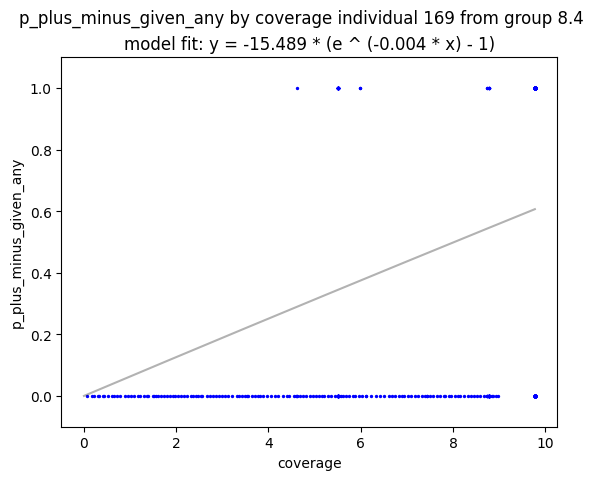 p_plus_minus_given_any by coverage individual 169 from group 8.4
model fit: y = -15.489 * (e ^ (-0.004 * x) - 1)
1.0
0.8
0.6
0.4
0.2
0.0
p_plus_minus_given_any
0 2 4 6 8 10
coverage